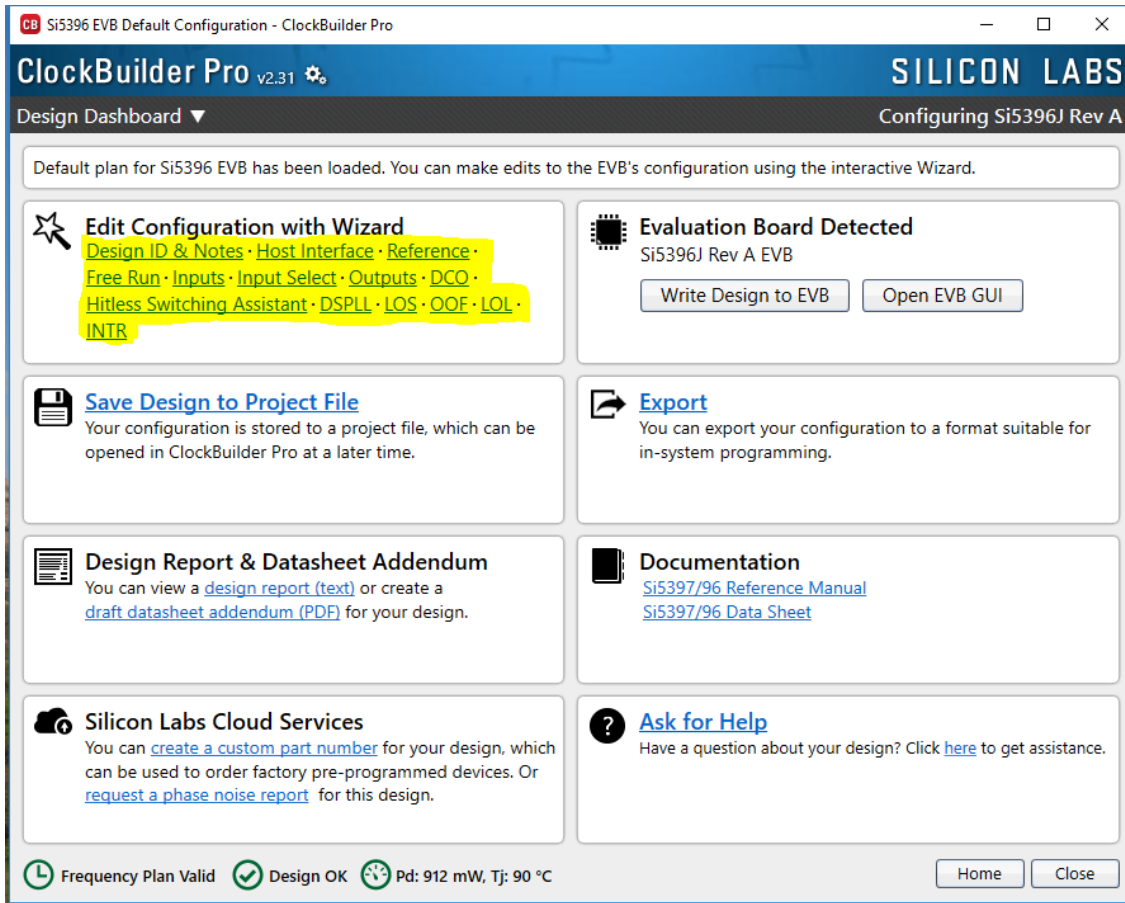 CB Si5396 EVB Default Configuration - ClockBuilder Pro
ClockBuilder Pro v2.31
SILICON LABS
Design Dashboard ▼
Configuring Si5396J Rev A
Default plan for Si5396 EVB has been loaded. You can make edits to the EVB's configuration using the interactive Wizard.
Edit Configuration with Wizard
Design ID & Notes · Host Interface · Reference ·
Free Run · Inputs · Input Select · Outputs · DCO ·
Hitless Switching Assistant · DSPLL · LOS · OOF · LOL ·
INTR
Evaluation Board Detected
Si5396J Rev A EVB
Write Design to EVB
Open EVB GUI
Save Design to Project File
Your configuration is stored to a project file, which can be
opened in ClockBuilder Pro at a later time.
Export
You can export your configuration to a format suitable for
in-system programming.
Design Report & Datasheet Addendum
You can view a design report (text) or create a
draft datasheet addendum (PDF) for your design.
Documentation
Si5397/96 Reference Manual
Si5397/96 Data Sheet
Silicon Labs Cloud Services
You can create a custom part number for your design, which
can be used to order factory pre-programmed devices. Or
request a phase noise report for this design.
? Ask for Help
Have a question about your design? Click here to get assistance.
Frequency Plan Valid
Design OK
Pd: 912 mW, Tj: 90 °C
Home
Close